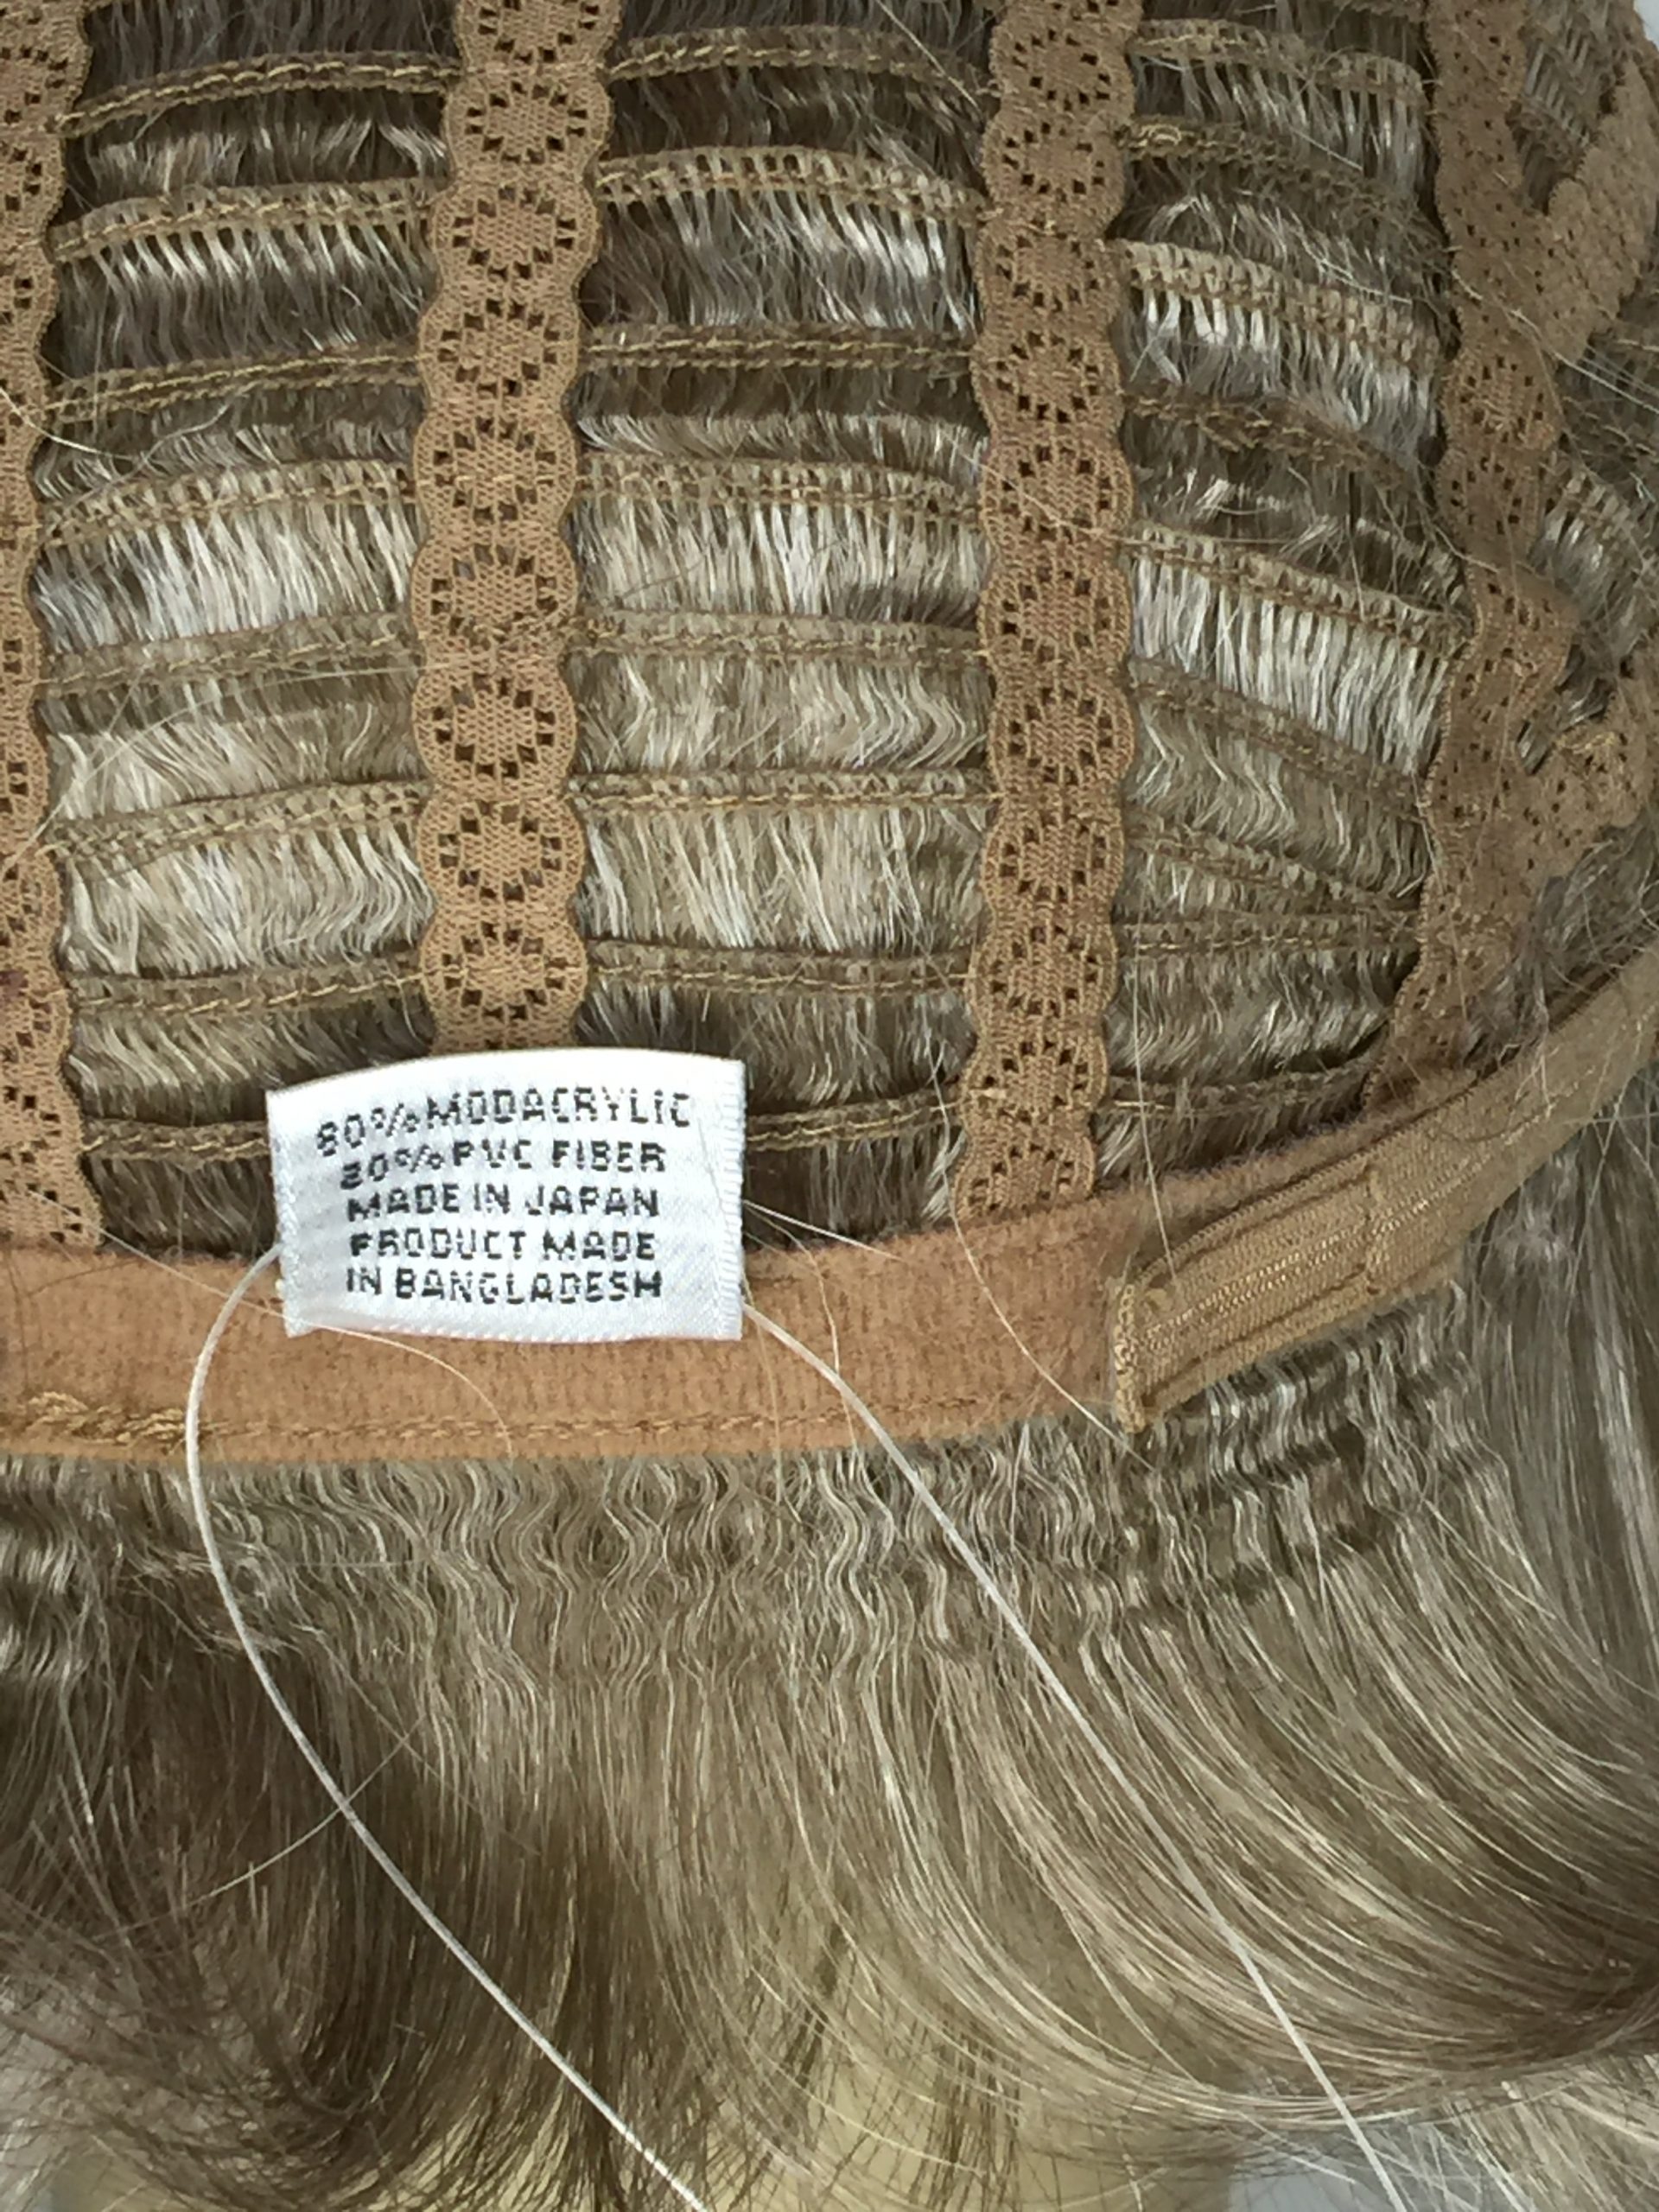 80%MODACRYLIC
20%PVC FIBER
MADE IN JAPAN
PRODUCT MADE
IN BANGLADESH